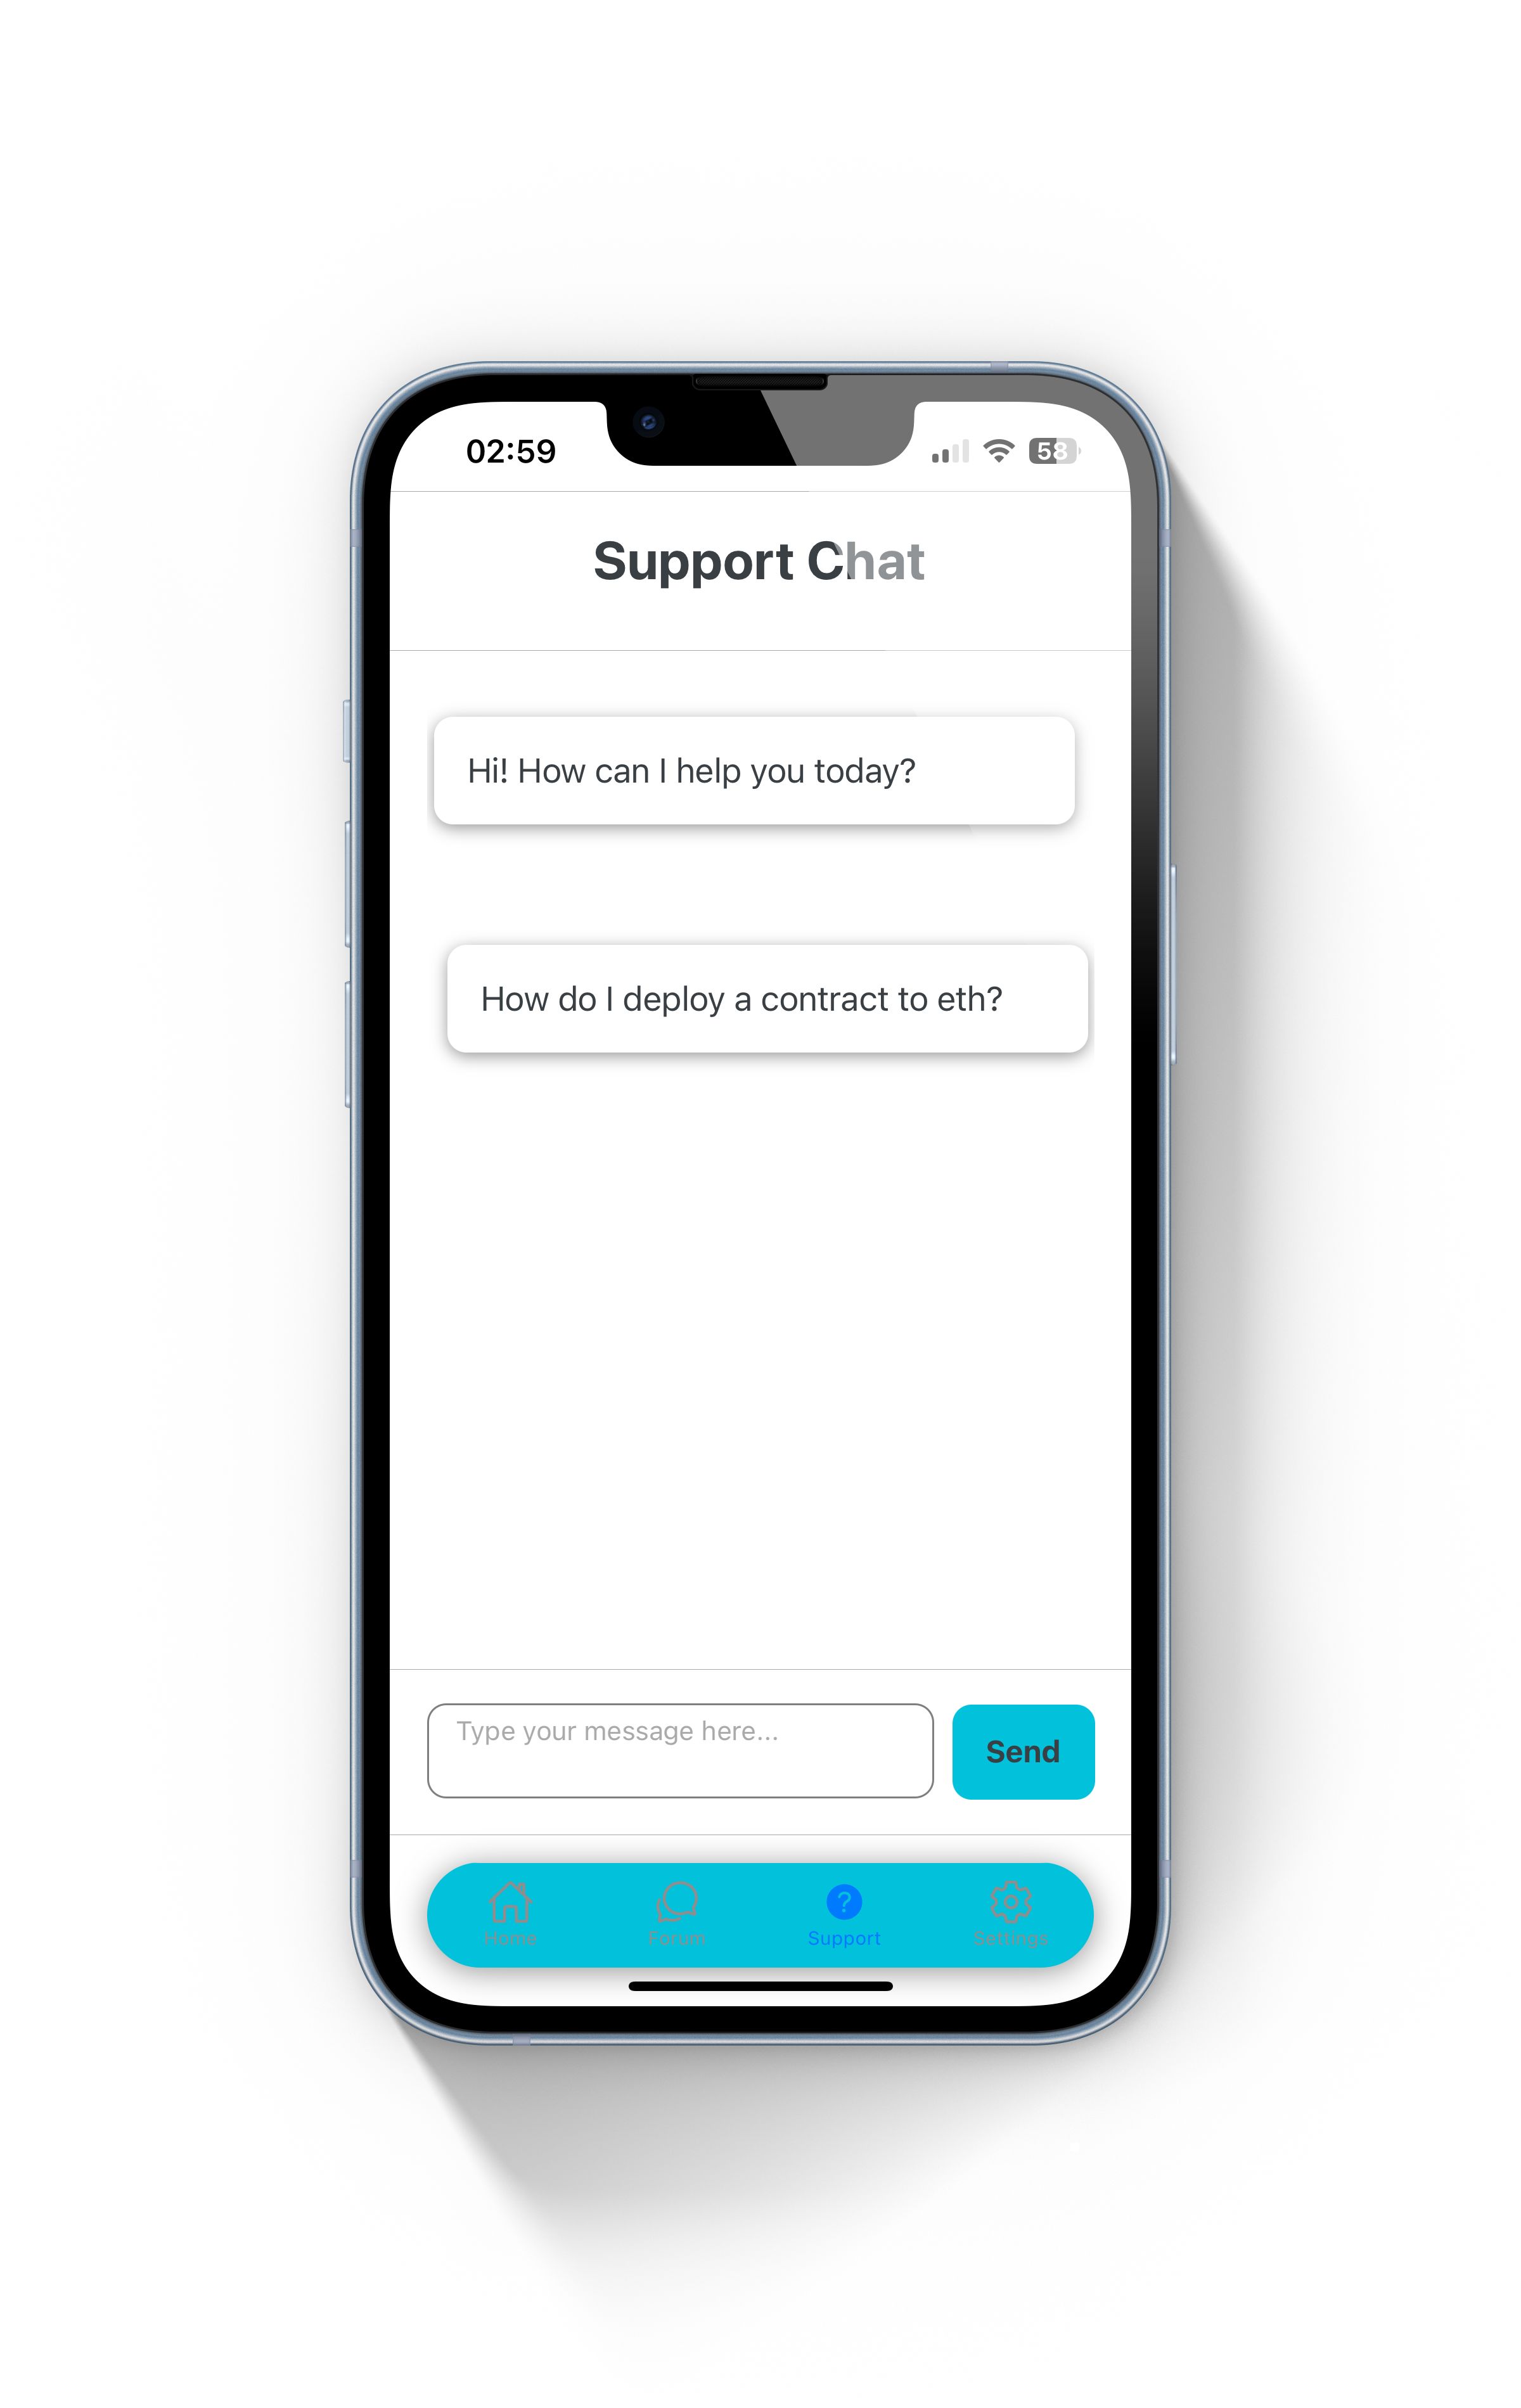 02:59
58
Support Chat
Hi! How can I help you today?
How do I deploy a contract to eth?
Type your message here...
Send
Home
Forum
Support
Settings